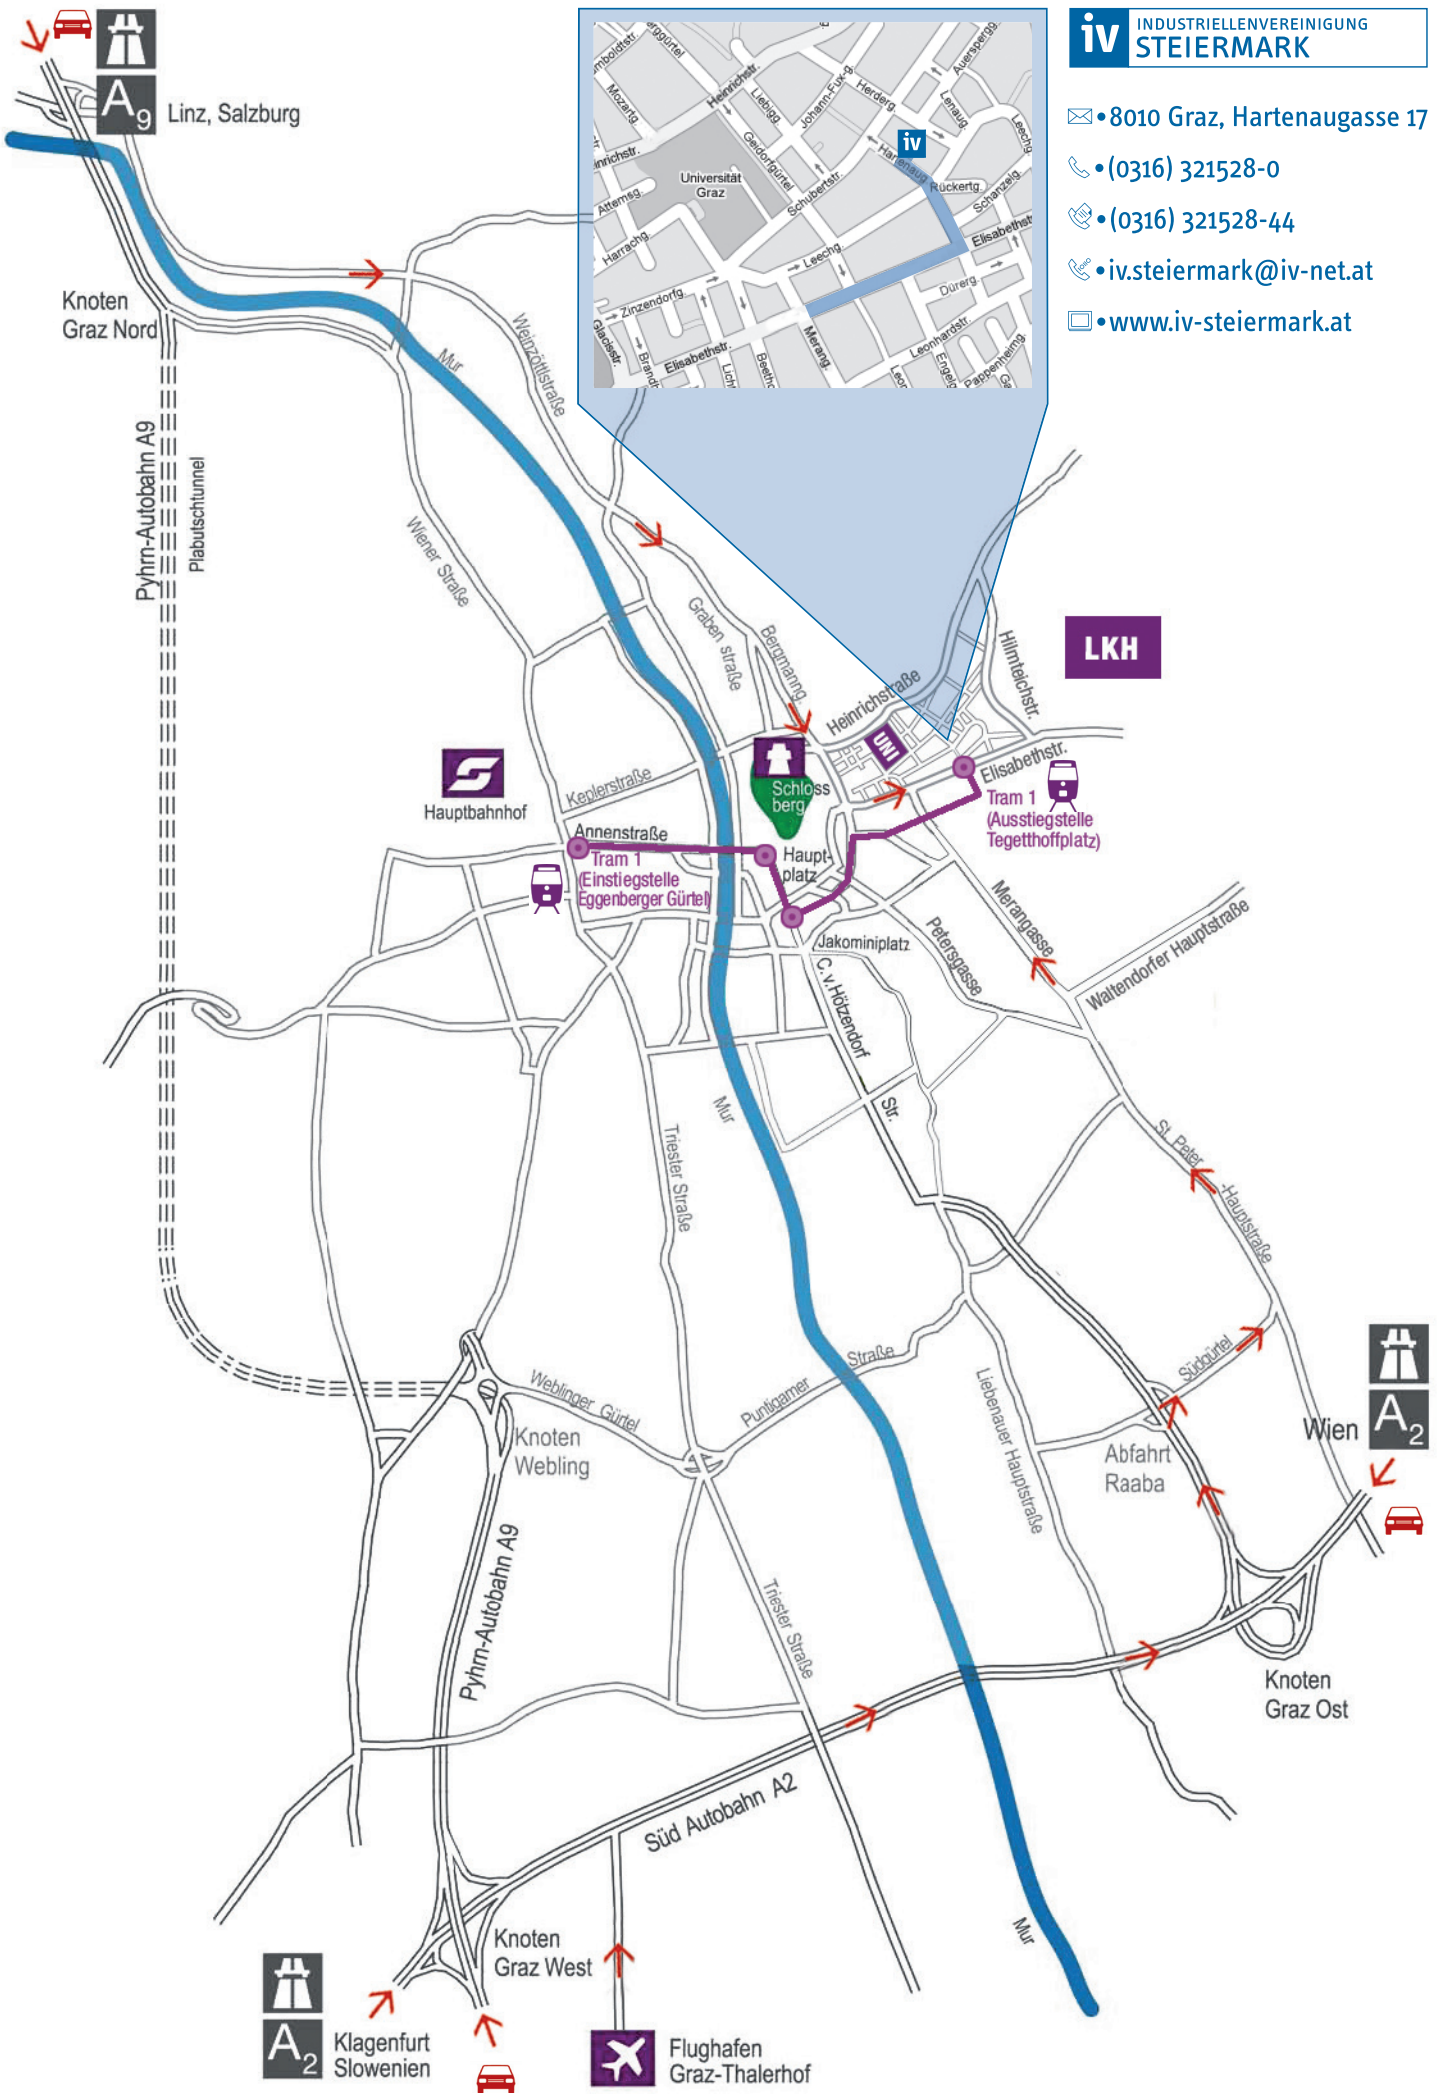 iv INDUSTRIELLENVEREINIGUNG
STEIERMARK
•8010 Graz, Hartenaugasse 17
•(0316) 321528-0
•(0316) 321528-44
•iv.steiermark@iv-net.at
•www.iv-steiermark.at
A9
Linz, Salzburg
Mozartg.
Heinrichstr.
Liebigg.
Johann-Fux-g.
Herderg
Auerspergg.
Lenaug.
Leechg.
Geidorfgürtel
iv
Hartenaug
Universität
Graz
Schubertstr.
Rückertg.
Schanzelg.
Attemsg.
Harrachg.
Leechg.
Elisabethstr
Zinzendorfg.
Dürerg.
Glacisstr.
Elisabethstr.
Merang.
Leonhardstr.
Pappenheimg.
Knoten
Graz Nord
Mur
Weinzöttlstraße
Pyhrn-Autobahn A9
Plabutschtunnel
Wiener Straße
Graben straße
Bergmanng.
Heinrichstraße
Hilmteichstr.
LKH
UNI
Elisabethstr.
Hauptbahnhof
Keplerstraße
Schloss
berg
Tram 1
(Ausstiegstelle
Tegetthoffplatz)
Annenstraße
Haupt-
platz
Tram 1
(Einstiegstelle
Eggenberger Gürtel)
Jakominiplatz
Petersgasse
Merangasse
Waltendorfer Hauptstraße
C. v. Hötzendorf
Str.
Mur
Triester Straße
St. Peter
-Hauptstraße
Südgürtel
Wien
A2
Weblinger Gürtel
Puntigamer
Straße
Liebenauer Hauptstraße
Knoten
Webling
Abfahrt
Raaba
Pyhrn-Autobahn A9
Triester Straße
Knoten
Graz Ost
Süd Autobahn A2
Mur
Knoten
Graz West
A2
Klagenfurt
Slowenien
Flughafen
Graz-Thalerhof